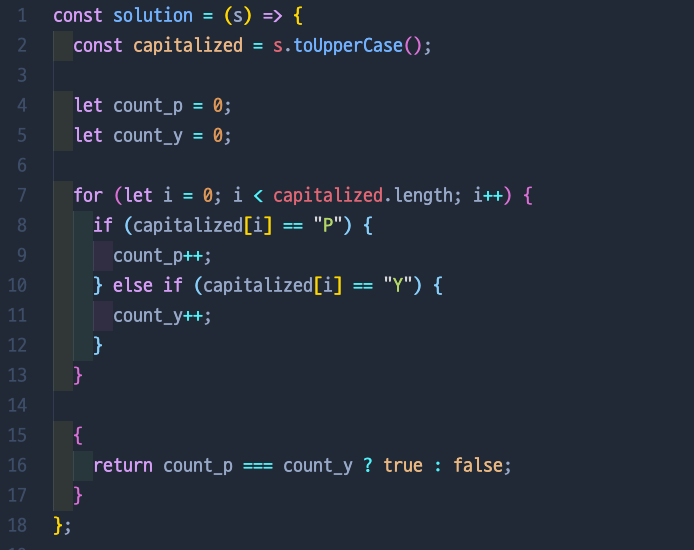 1 const solution = (s) => {
2 const capitalized = s.toUpperCase();
3
4 let count_p = 0;
5 let count_y = 0;
6
7 for (let i = 0; i < capitalized.length; i++) {
8 if (capitalized[i] == "P") {
9 count_p++;
10 } else if (capitalized[i] == "Y") {
11 count_y++;
12 }
13 }
14
15 {
16 return count_p === count_y ? true : false;
17 }
18 };